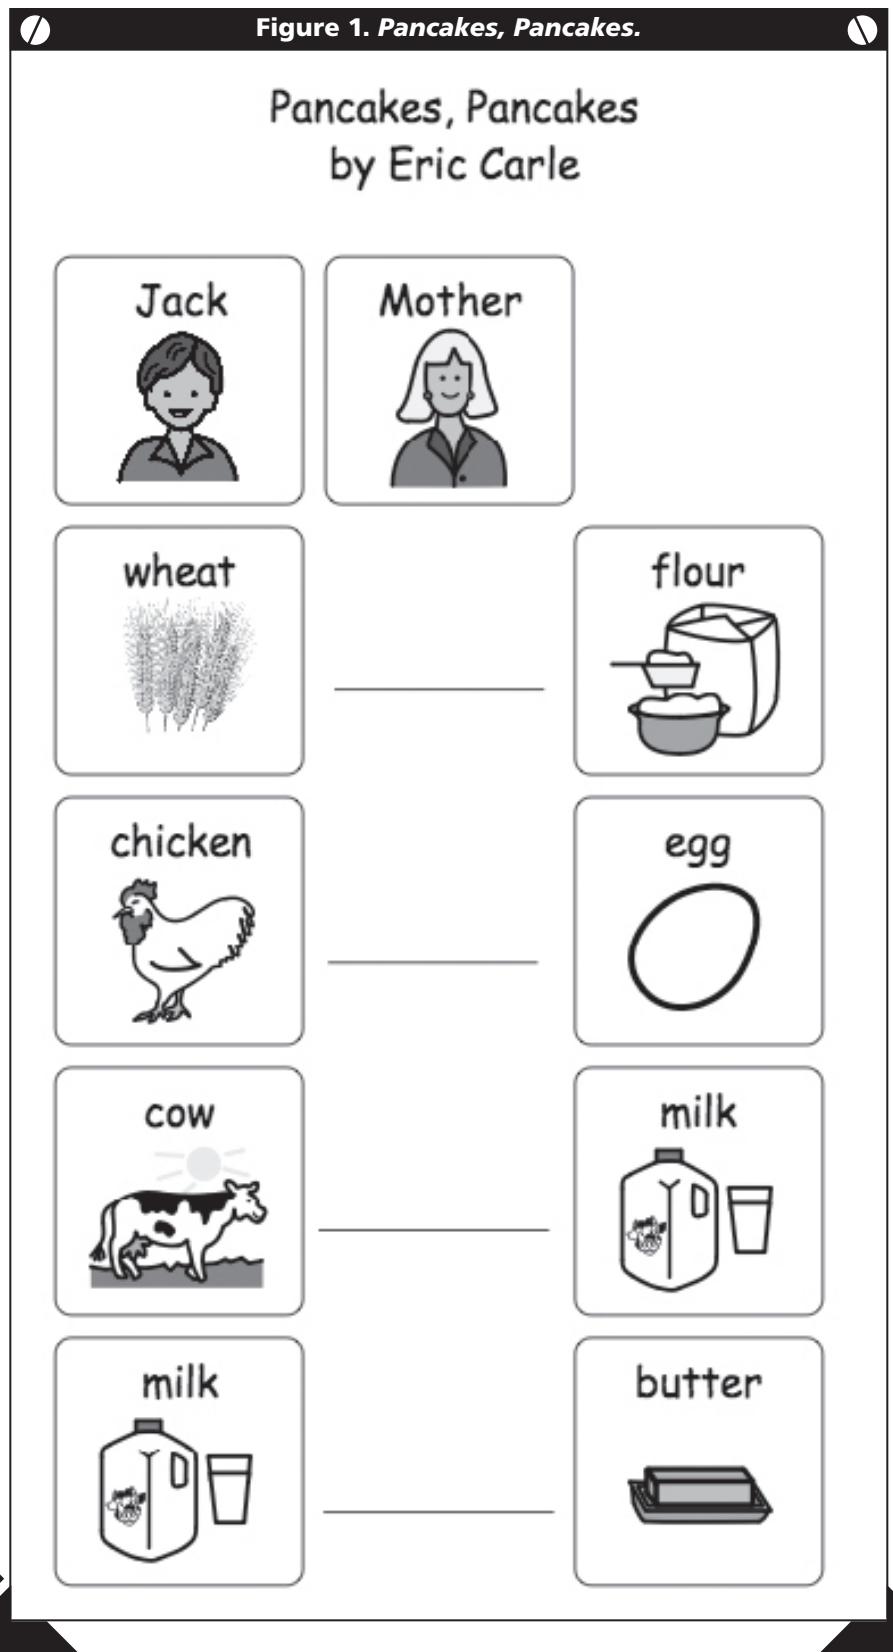 Figure 1. Pancakes, Pancakes.
Pancakes, Pancakes
by Eric Carle
Jack
Mother
wheat
flour
chicken
egg
cow
milk
milk
butter